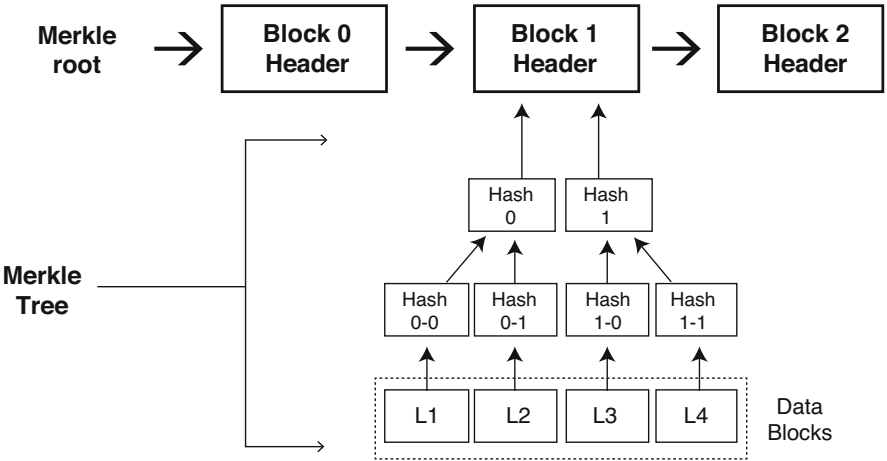 Merkle
root
Block 0
Header
Block 1
Header
Block 2
Header
Hash
0
Hash
1
Merkle
Tree
Hash
0-0
Hash
0-1
Hash
1-0
Hash
1-1
L1
L2
L3
L4
Data
Blocks